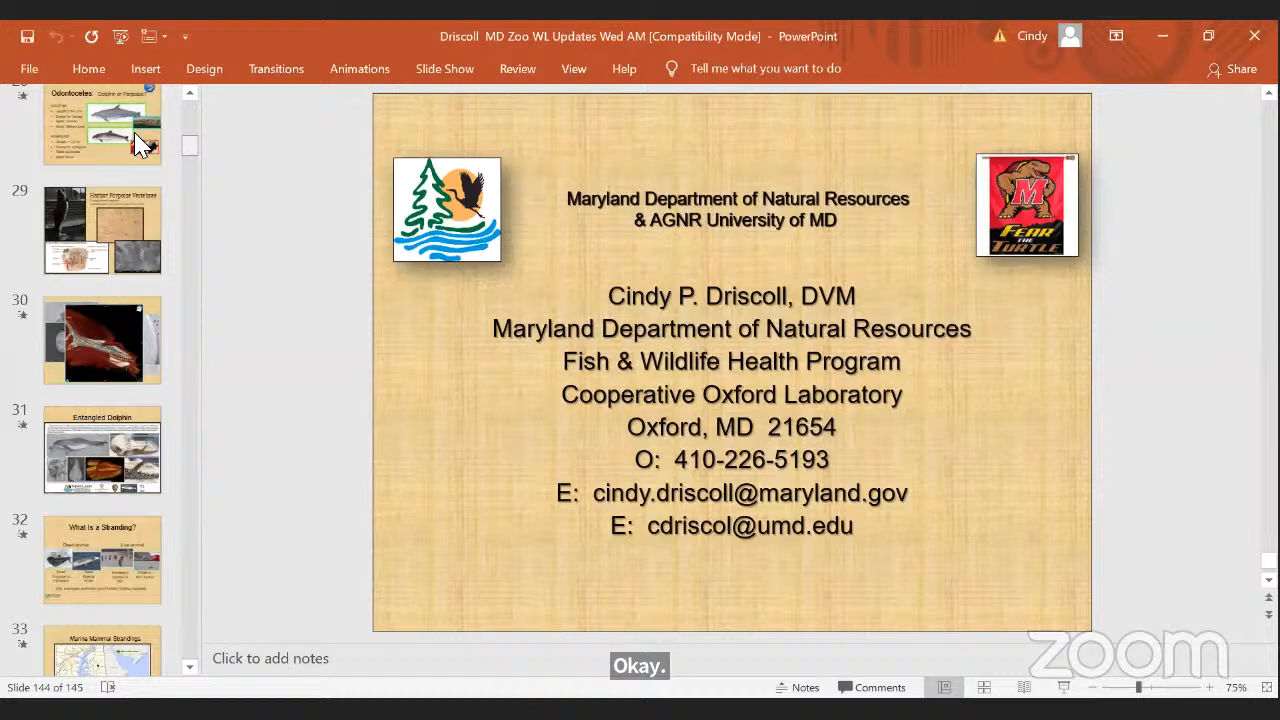 Driscoll  MD Zoo WL Updates Wed AM [Compatibility Mode]  -  PowerPoint
Cindy
File
Home
Insert
Design
Transitions
Animations
Slide Show
Review
View
Help
Tell me what you want to do
Share
Odontocetes: Dolphin or Porpoise?
29
Harbor Porpoise Vertebrae
30
31
Entangled Dolphin
32
What Is a Stranding?
33
Marine Mammal Strandings
Maryland Department of Natural Resources
& AGNR University of MD
M
FEAR
THE
TURTLE
Cindy P. Driscoll, DVM
Maryland Department of Natural Resources
Fish & Wildlife Health Program
Cooperative Oxford Laboratory
Oxford, MD  21654
O:  410-226-5193
E:  cindy.driscoll@maryland.gov
E:  cdriscol@umd.edu
Click to add notes
Okay.
zoom
Slide 144 of 145
Notes
Comments
75%